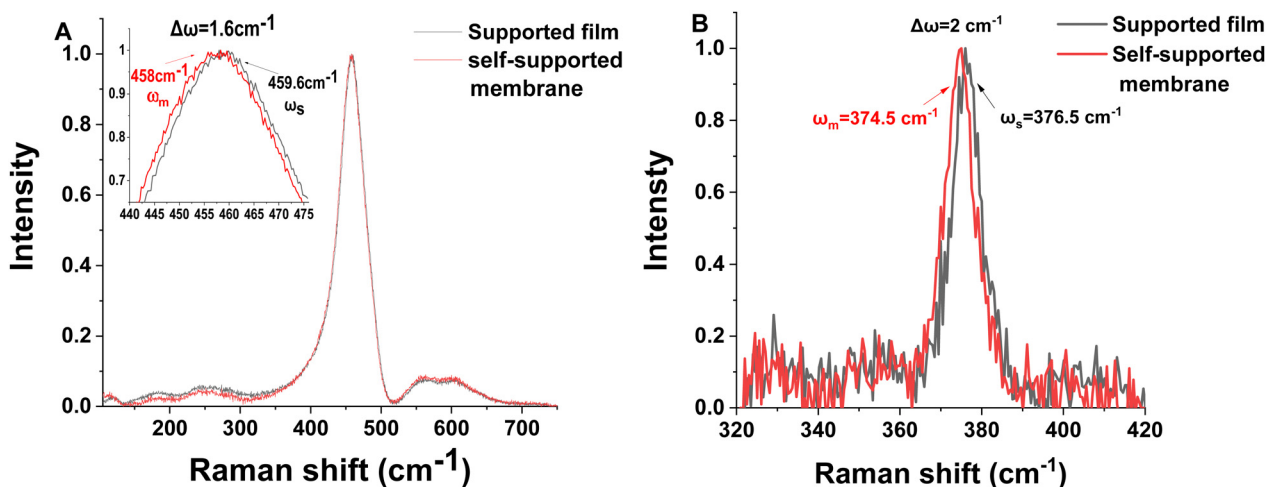 A
Δω=1.6cm-1
Supported film
self-supported
membrane
458cm-1
ωm
459.6cm-1
ωs
1
0.9
0.8
0.7
440 445 450 455 460 465 470 475
1.0
0.8
0.6
0.4
0.2
0.0
200 300 400 500 600 700
Intensity
Raman shift (cm-1)
B
Δω=2 cm-1
Supported film
Self-supported
membrane
ωm=374.5 cm-1
ωs=376.5 cm-1
1.0
0.8
0.6
0.4
0.2
0.0
320 340 360 380 400 420
Intensty
Raman shift (cm-1)